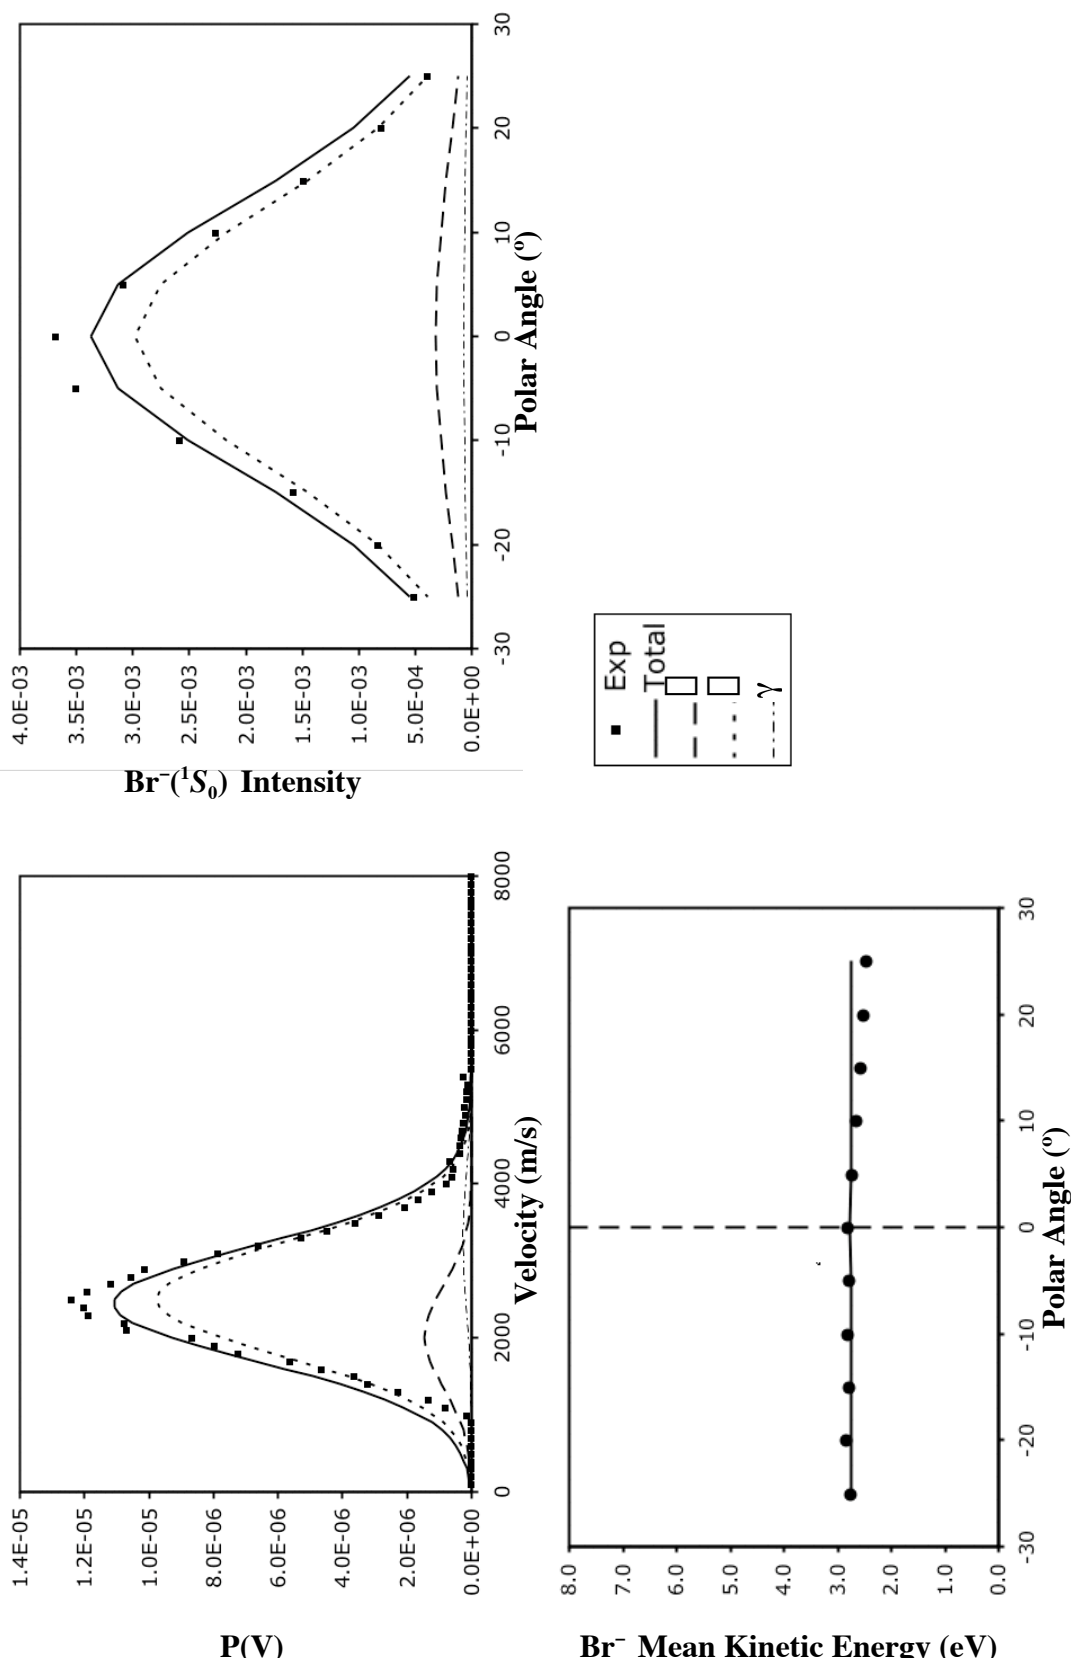 4.0E-03
3.5E-03
3.0E-03
2.5E-03
2.0E-03
1.5E-03
1.0E-03
5.0E-04
0.0E+00
-30
-20
-10
0
10
20
30
Polar Angle (º)
Br⁻(¹S₀) Intensity
Exp
Total
γ
1.4E-05
1.2E-05
1.0E-05
8.0E-06
6.0E-06
4.0E-06
2.0E-06
0.0E+00
0
2000
4000
6000
8000
Velocity (m/s)
P(V)
8.0
7.0
6.0
5.0
4.0
3.0
2.0
1.0
0.0
-30
-20
-10
0
10
20
30
Polar Angle (º)
Br⁻ Mean Kinetic Energy (eV)